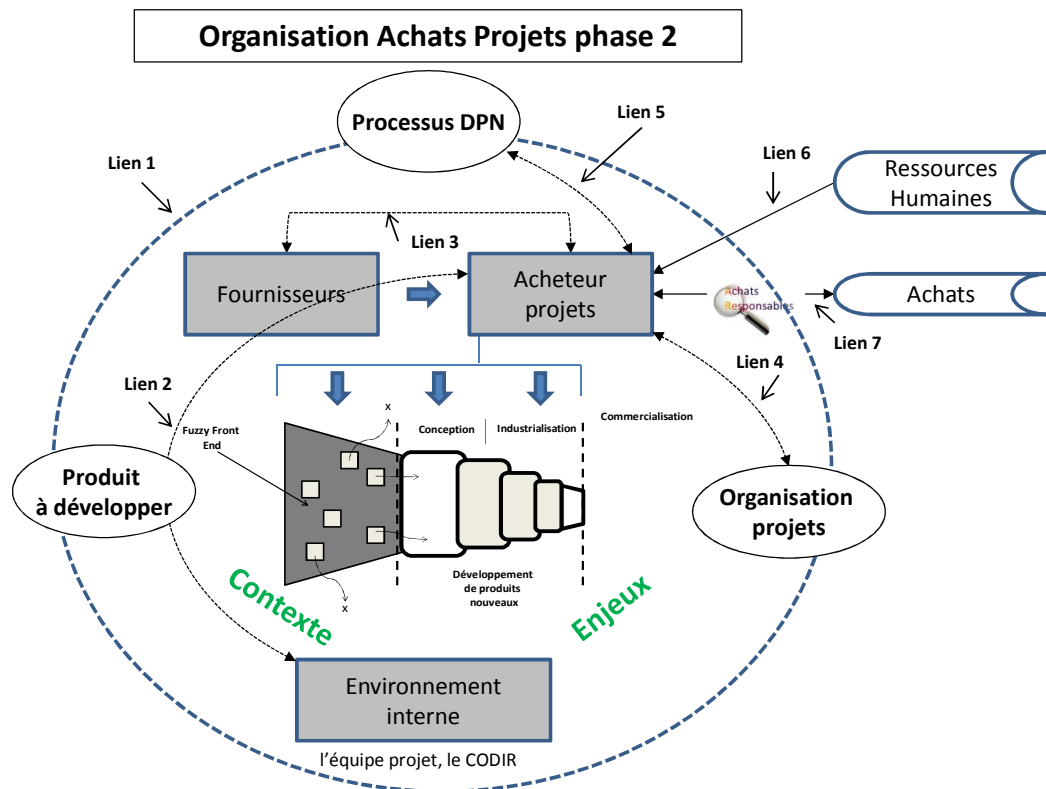 Organisation Achats Projets phase 2
Processus DPN
Lien 5
Lien 1
Lien 6
Ressources
Humaines
Lien 3
Fournisseurs
Acheteur
projets
Achats
Responsables
Achats
Lien 7
Lien 4
Lien 2
x
Commercialisation
Fuzzy Front
End
Conception
Industrialisation
Produit
à développer
Organisation
projets
Développement
de produits
nouveaux
x
Contexte
Enjeux
Environnement
interne
l'équipe projet, le CODIR